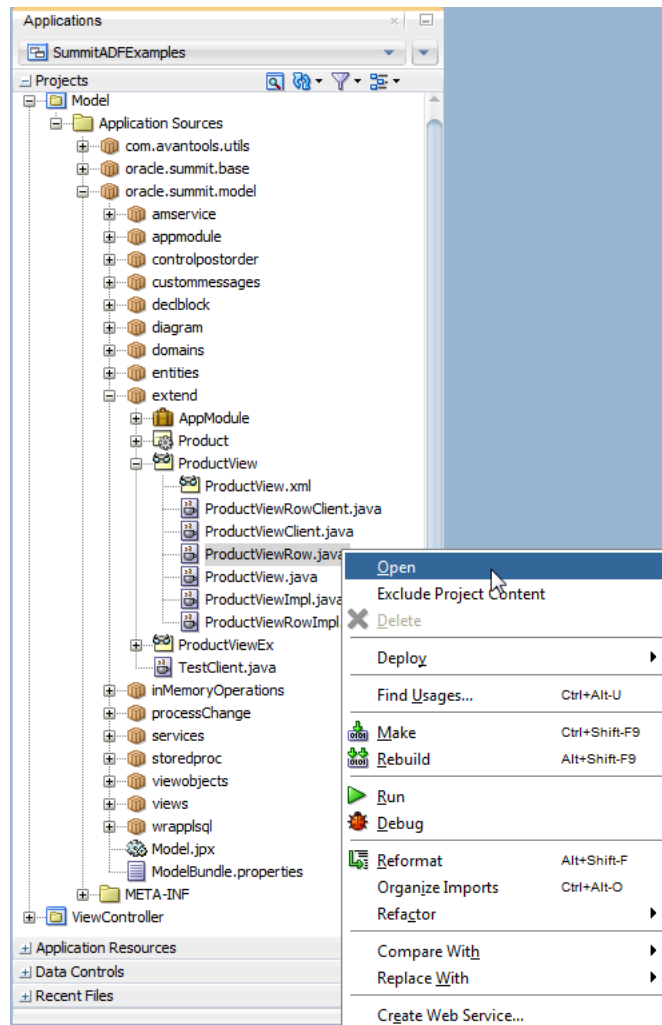 Applications
SummitADFExamples
Projects
Model
Application Sources
com.avantools.utils
oracle.summit.base
oracle.summit.model
amservice
appmodule
controlpostorder
custommessages
declblock
diagram
domains
entities
extend
AppModule
Product
ProductView
ProductView.xml
ProductViewRowClient.java
ProductViewClient.java
ProductViewRow.java
ProductView.java
ProductViewImpl.java
ProductViewRowImpl.
ProductViewEx
TestClient.java
inMemoryOperations
processChange
services
storedproc
viewobjects
views
wrapplsql
Model.jpx
ModelBundle.properties
META-INF
ViewController
Application Resources
Data Controls
Recent Files
Open
Exclude Project Content
Delete
Deploy
Find Usages... Ctrl+Alt-U
Make Ctrl+Shift-F9
Rebuild Alt+Shift-F9
Run
Debug
Reformat Alt+Shift-F
Organize Imports Ctrl+Alt-O
Refactor
Compare With
Replace With
Create Web Service...